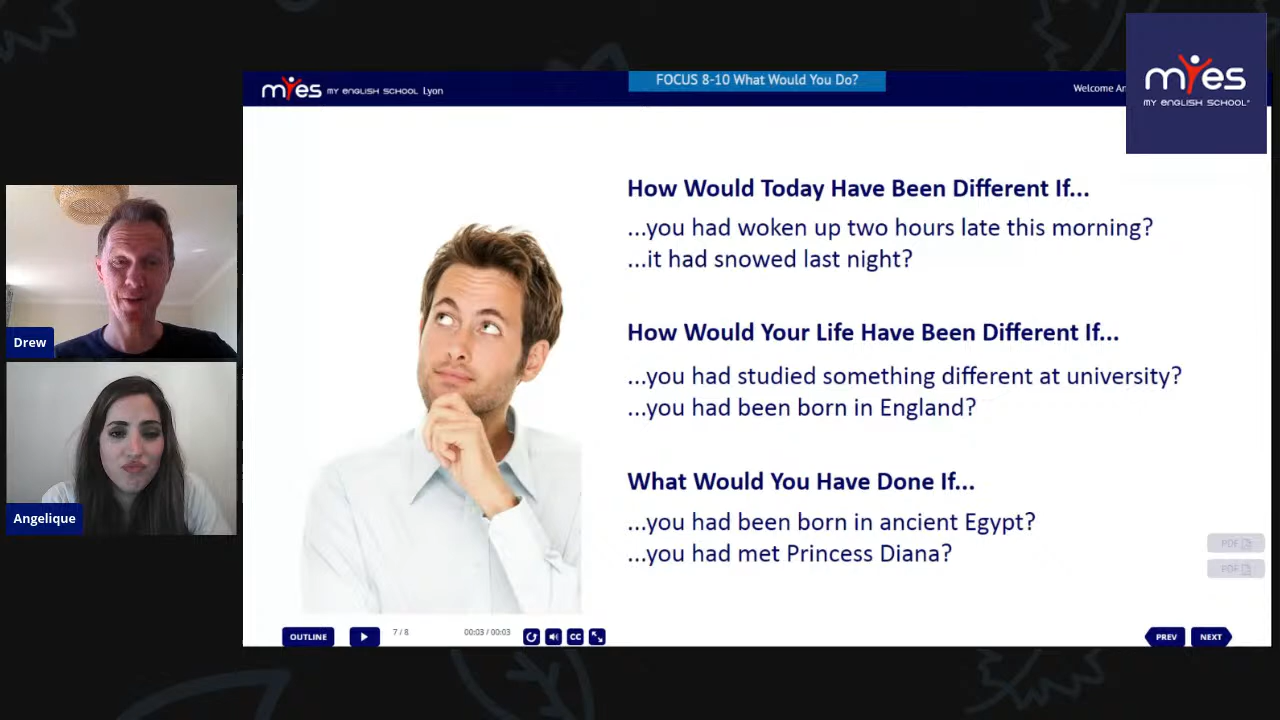 myes MY ENGLISH SCHOOL Lyon
FOCUS 8-10 What Would You Do?
Welcome An
myes
MY ENGLISH SCHOOL
How Would Today Have Been Different If...
...you had woken up two hours late this morning?
...it had snowed last night?
How Would Your Life Have Been Different If...
...you had studied something different at university?
...you had been born in England?
What Would You Have Done If...
...you had been born in ancient Egypt?
...you had met Princess Diana?
Drew
Angelique
PDF
PDF
OUTLINE
7 / 8
00:03 / 00:03
CC
PREV
NEXT